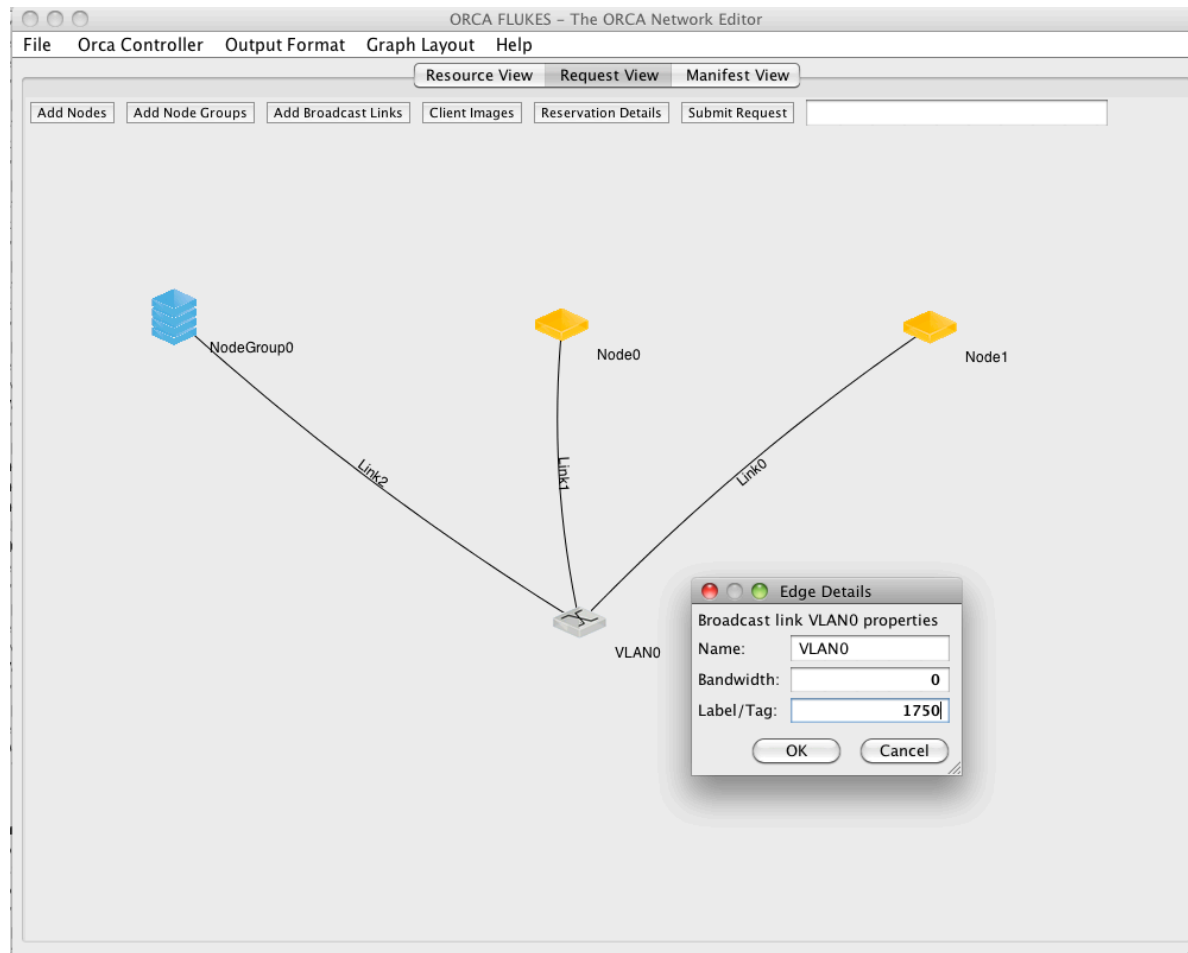 ORCA FLUKES – The ORCA Network Editor
File Orca Controller Output Format Graph Layout Help
Resource View Request View Manifest View
Add Nodes Add Node Groups Add Broadcast Links Client Images Reservation Details Submit Request
NodeGroup0
Node0
Node1
Link2
Link1
Link0
VLAN0
Edge Details
Broadcast link VLAN0 properties
Name: VLAN0
Bandwidth: 0
Label/Tag: 1750
OK Cancel